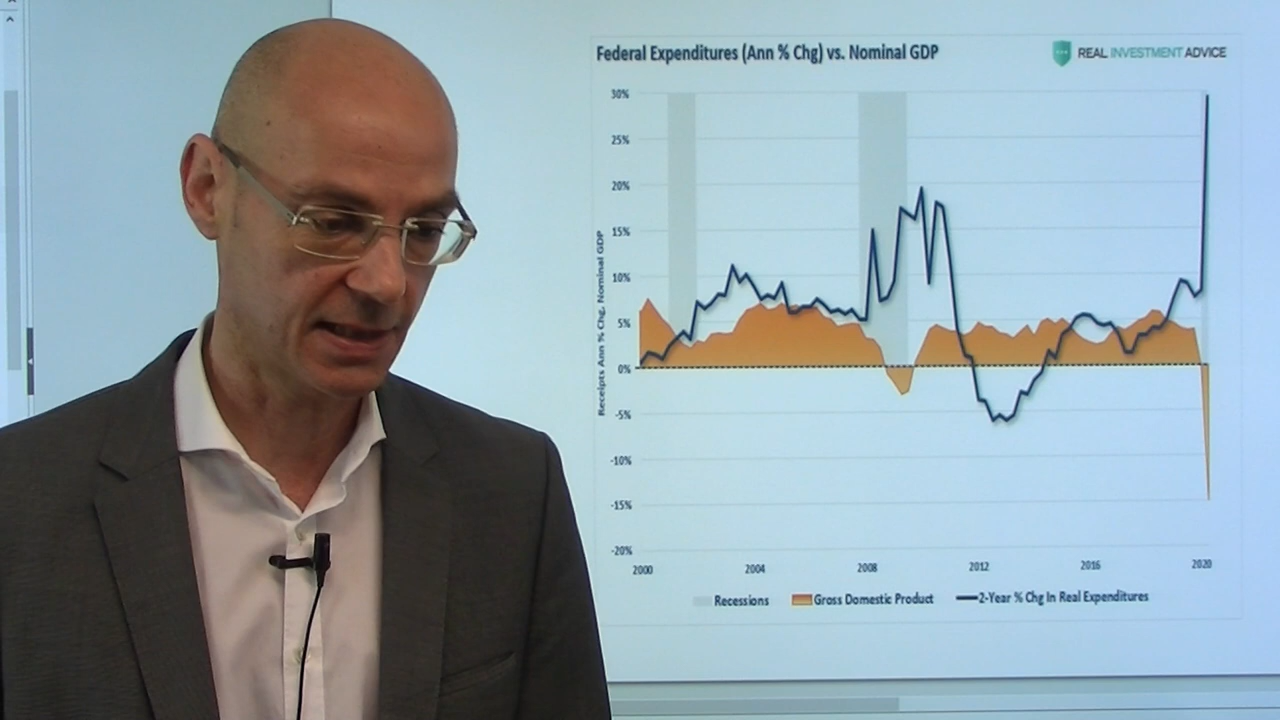 Federal Expenditures (Ann % Chg) vs. Nominal GDP
REAL INVESTMENT ADVICE
30%
25%
20%
15%
10%
5%
0%
-5%
-10%
-15%
-20%
Receipts Ann % Chg, Nominal GDP
2000 2004 2008 2012 2016 2020
Recessions Gross Domestic Product 2-Year % Chg In Real Expenditures